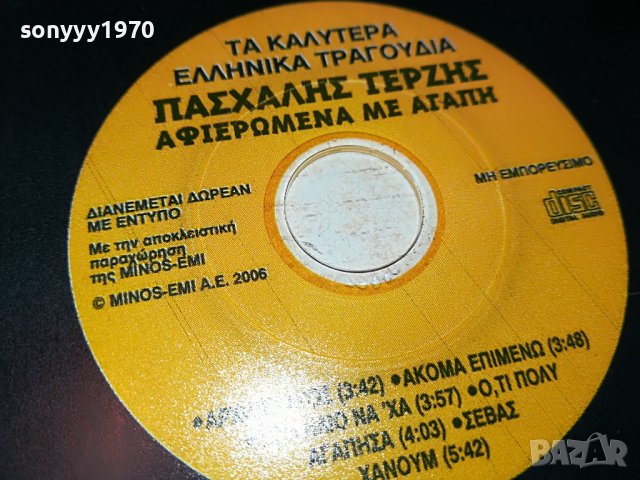 sonyyy1970
ΤΑ ΚΑΛΥΤΕΡΑ
ΕΛΛΗΝΙΚΑ ΤΡΑΓΟΥΔΙΑ
ΠΑΣΧΑΛΗΣ ΤΕΡΖΗΣ
ΑΦΙΕΡΩΜΕΝΑ ΜΕ ΑΓΑΠΗ
ΔΙΑΝΕΜΕΤΑΙ ΔΩΡΕΑΝ
ΜΕ ΕΝΤΥΠΟ
Με την αποκλειστική
παραχώρηση
της MINOS-EMI
© MINOS-EMI A.E. 2006
ΜΗ ΕΜΠΟΡΕΥΣΙΜΟ
COMPACT
disc
DIGITAL AUDIO
(3:42) •ΑΚΟΜΑ ΕΠΙΜΕΝΩ (3:48)
ΝΑ 'ΧΑ (3:57) •Ο,ΤΙ ΠΟΛΥ
ΑΓΑΠΗΣΑ (4:03) •ΣΕΒΑΣ
ΧΑΝΟΥΜ (5:42)
BAZAR